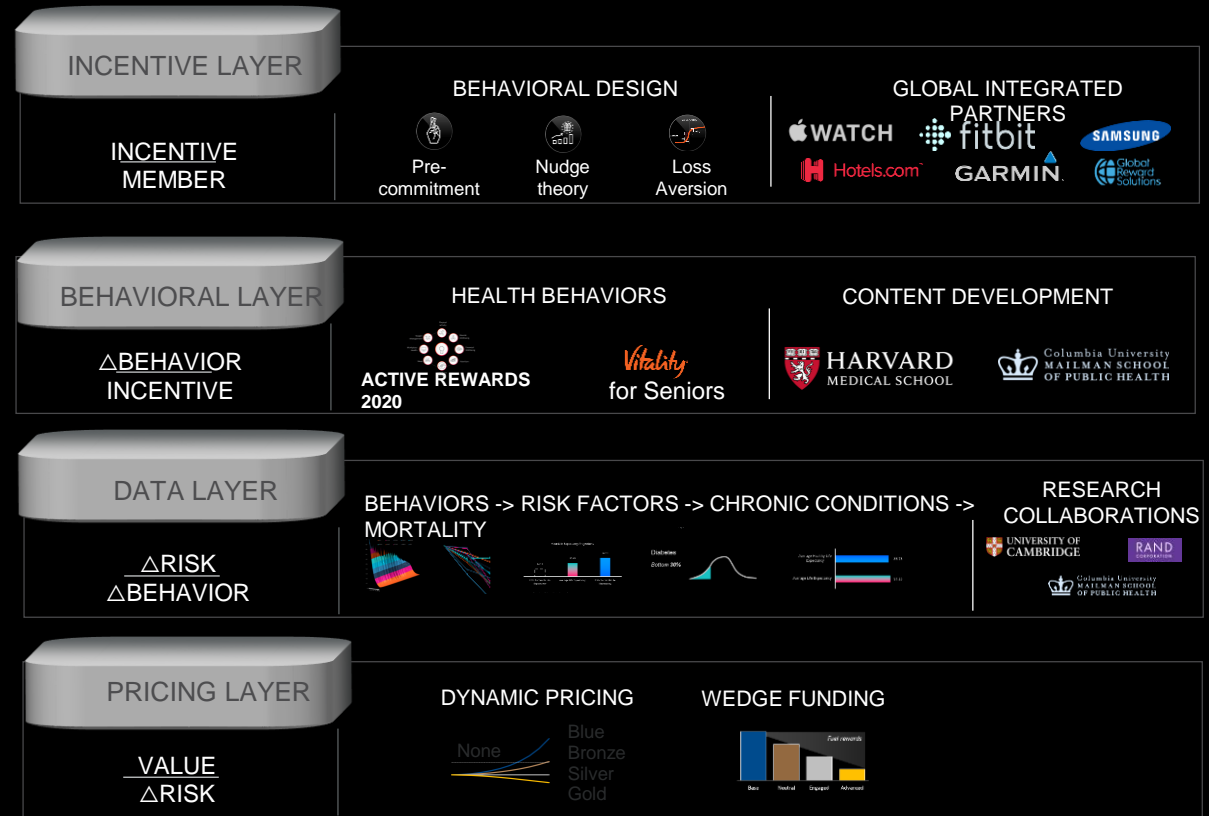 INCENTIVE LAYER
INCENTIVE
MEMBER
BEHAVIORAL DESIGN
Pre-
commitment
Nudge
theory
Loss
Aversion
GLOBAL INTEGRATED
PARTNERS
WATCH
fitbit
SAMSUNG
Hotels.com
GARMIN
Global
Reward
Solutions
BEHAVIORAL LAYER
△BEHAVIOR
INCENTIVE
HEALTH BEHAVIORS
ACTIVE REWARDS
2020
Vitality
for Seniors
CONTENT DEVELOPMENT
HARVARD
MEDICAL SCHOOL
Columbia University
MAILMAN SCHOOL
OF PUBLIC HEALTH
DATA LAYER
△RISK
△BEHAVIOR
BEHAVIORS -> RISK FACTORS -> CHRONIC CONDITIONS ->
MORTALITY
Diabetes
Bottom 30%
RESEARCH
COLLABORATIONS
UNIVERSITY OF
CAMBRIDGE
RAND
CORPORATION
Columbia University
MAILMAN SCHOOL
OF PUBLIC HEALTH
PRICING LAYER
VALUE
△RISK
DYNAMIC PRICING
None
Blue
Bronze
Silver
Gold
WEDGE FUNDING
Fuel rewards
Base
Neutral
Engaged
Advanced